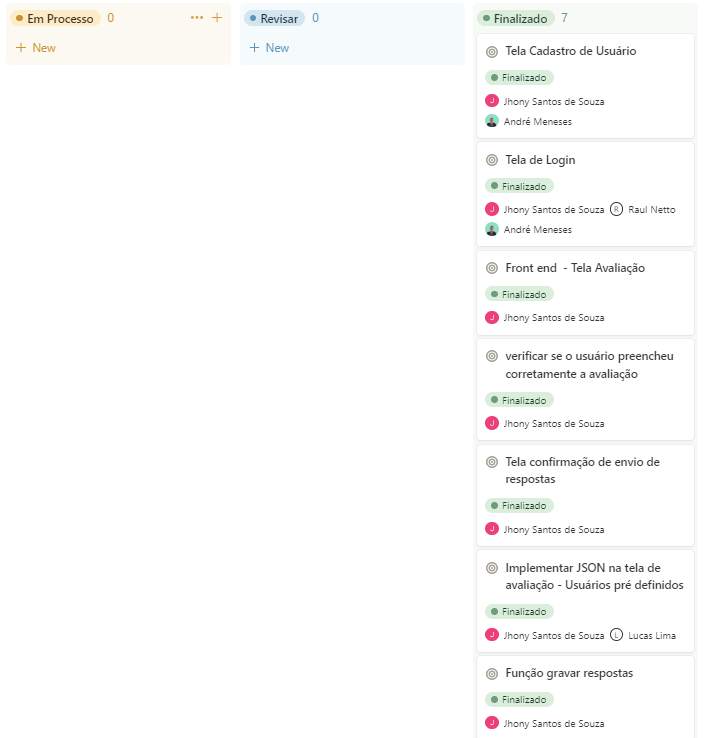 Em Processo 0
+ New
Revisar 0
+ New
Finalizado 7
Tela Cadastro de Usuário
Finalizado
J Jhony Santos de Souza
André Meneses
Tela de Login
Finalizado
J Jhony Santos de Souza R Raul Netto
André Meneses
Front end - Tela Avaliação
Finalizado
J Jhony Santos de Souza
verificar se o usuário preencheu
corretamente a avaliação
Finalizado
J Jhony Santos de Souza
Tela confirmação de envio de
respostas
Finalizado
J Jhony Santos de Souza
Implementar JSON na tela de
avaliação - Usuários pré definidos
Finalizado
J Jhony Santos de Souza L Lucas Lima
Função gravar respostas
Finalizado
J Jhony Santos de Souza